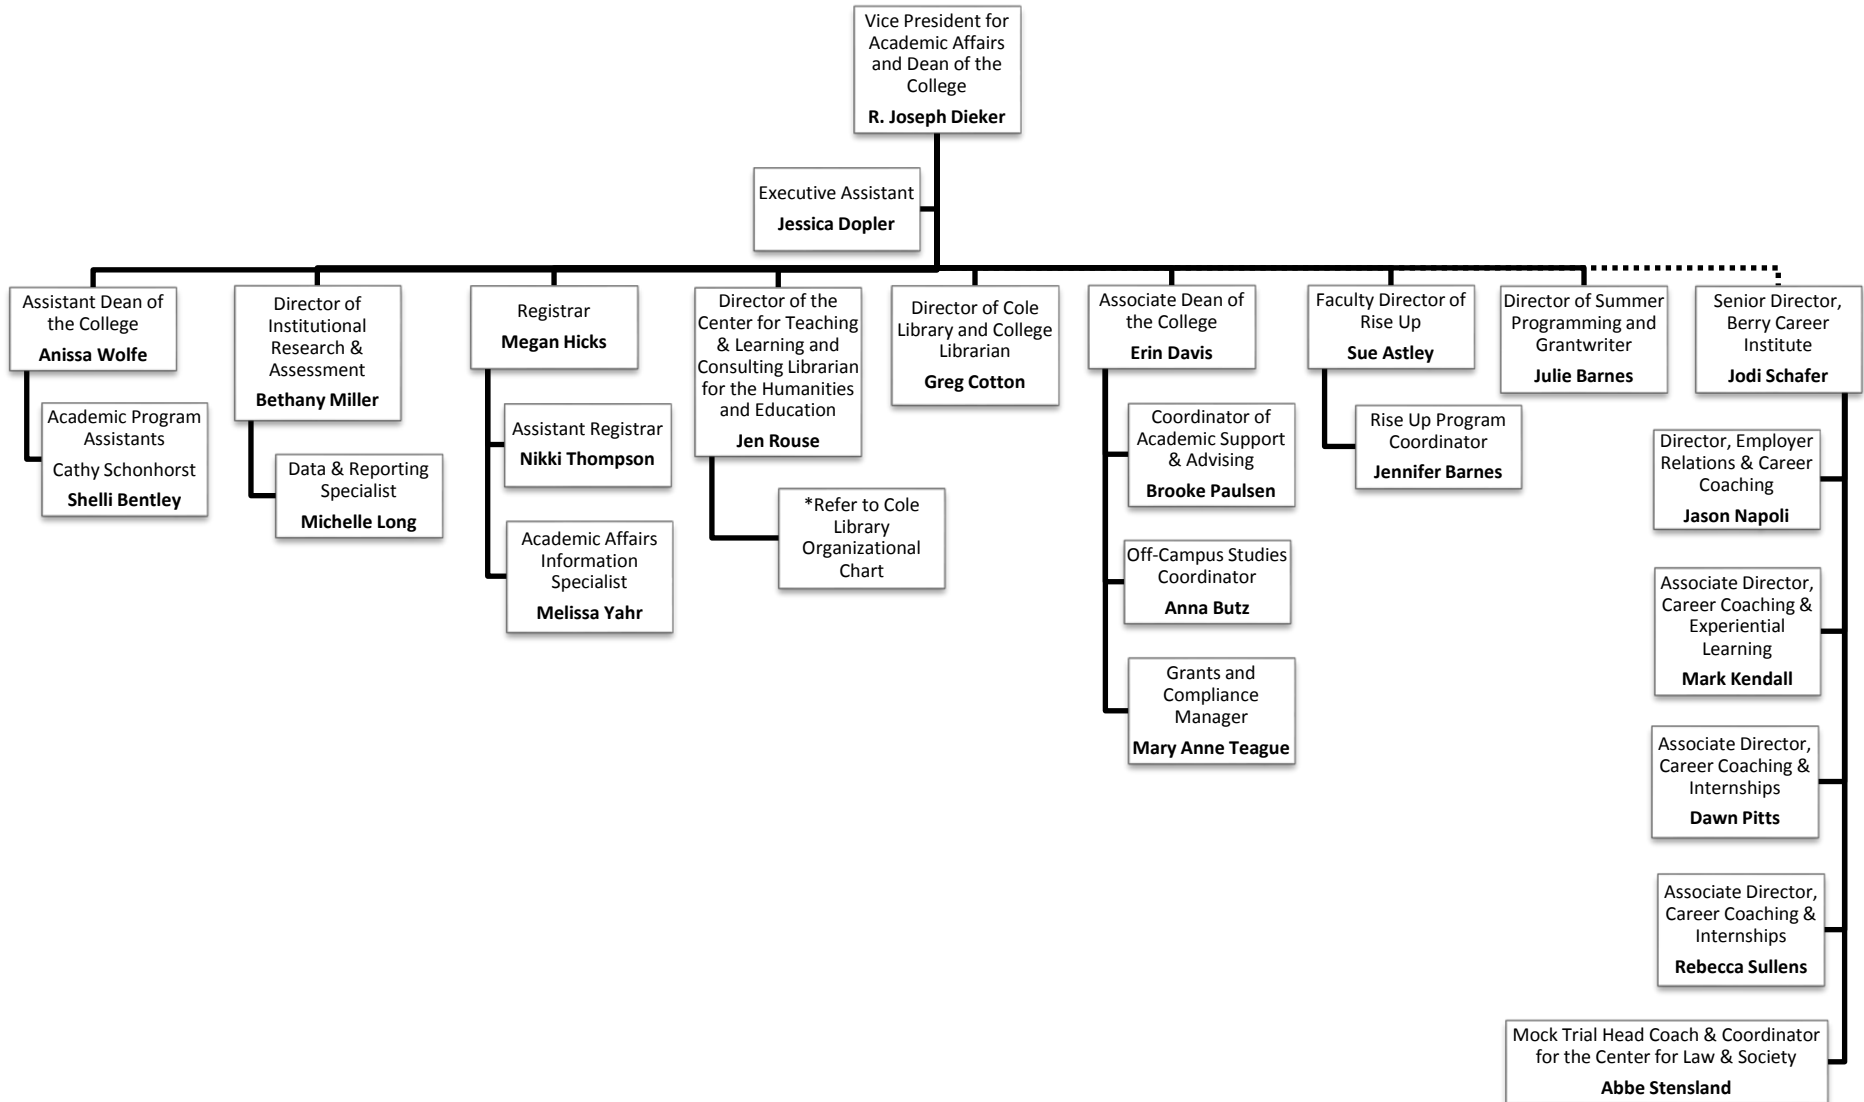 Vice President for
Academic Affairs
and Dean of the
College
R. Joseph Dieker
Executive Assistant
Jessica Dopler
Assistant Dean of
the College
Anissa Wolfe
Academic Program
Assistants
Cathy Schonhorst
Shelli Bentley
Director of
Institutional
Research &
Assessment
Bethany Miller
Data & Reporting
Specialist
Michelle Long
Registrar
Megan Hicks
Assistant Registrar
Nikki Thompson
Academic Affairs
Information
Specialist
Melissa Yahr
Director of the
Center for Teaching
& Learning and
Consulting Librarian
for the Humanities
and Education
Jen Rouse
*Refer to Cole
Library
Organizational
Chart
Director of Cole
Library and College
Librarian
Greg Cotton
Associate Dean of
the College
Erin Davis
Coordinator of
Academic Support
& Advising
Brooke Paulsen
Off-Campus Studies
Coordinator
Anna Butz
Grants and
Compliance
Manager
Mary Anne Teague
Faculty Director of
Rise Up
Sue Astley
Rise Up Program
Coordinator
Jennifer Barnes
Director of Summer
Programming and
Grantwriter
Julie Barnes
Senior Director,
Berry Career
Institute
Jodi Schafer
Director, Employer
Relations & Career
Coaching
Jason Napoli
Associate Director,
Career Coaching &
Experiential
Learning
Mark Kendall
Associate Director,
Career Coaching &
Internships
Dawn Pitts
Associate Director,
Career Coaching &
Internships
Rebecca Sullens
Mock Trial Head Coach & Coordinator
for the Center for Law & Society
Abbe Stensland